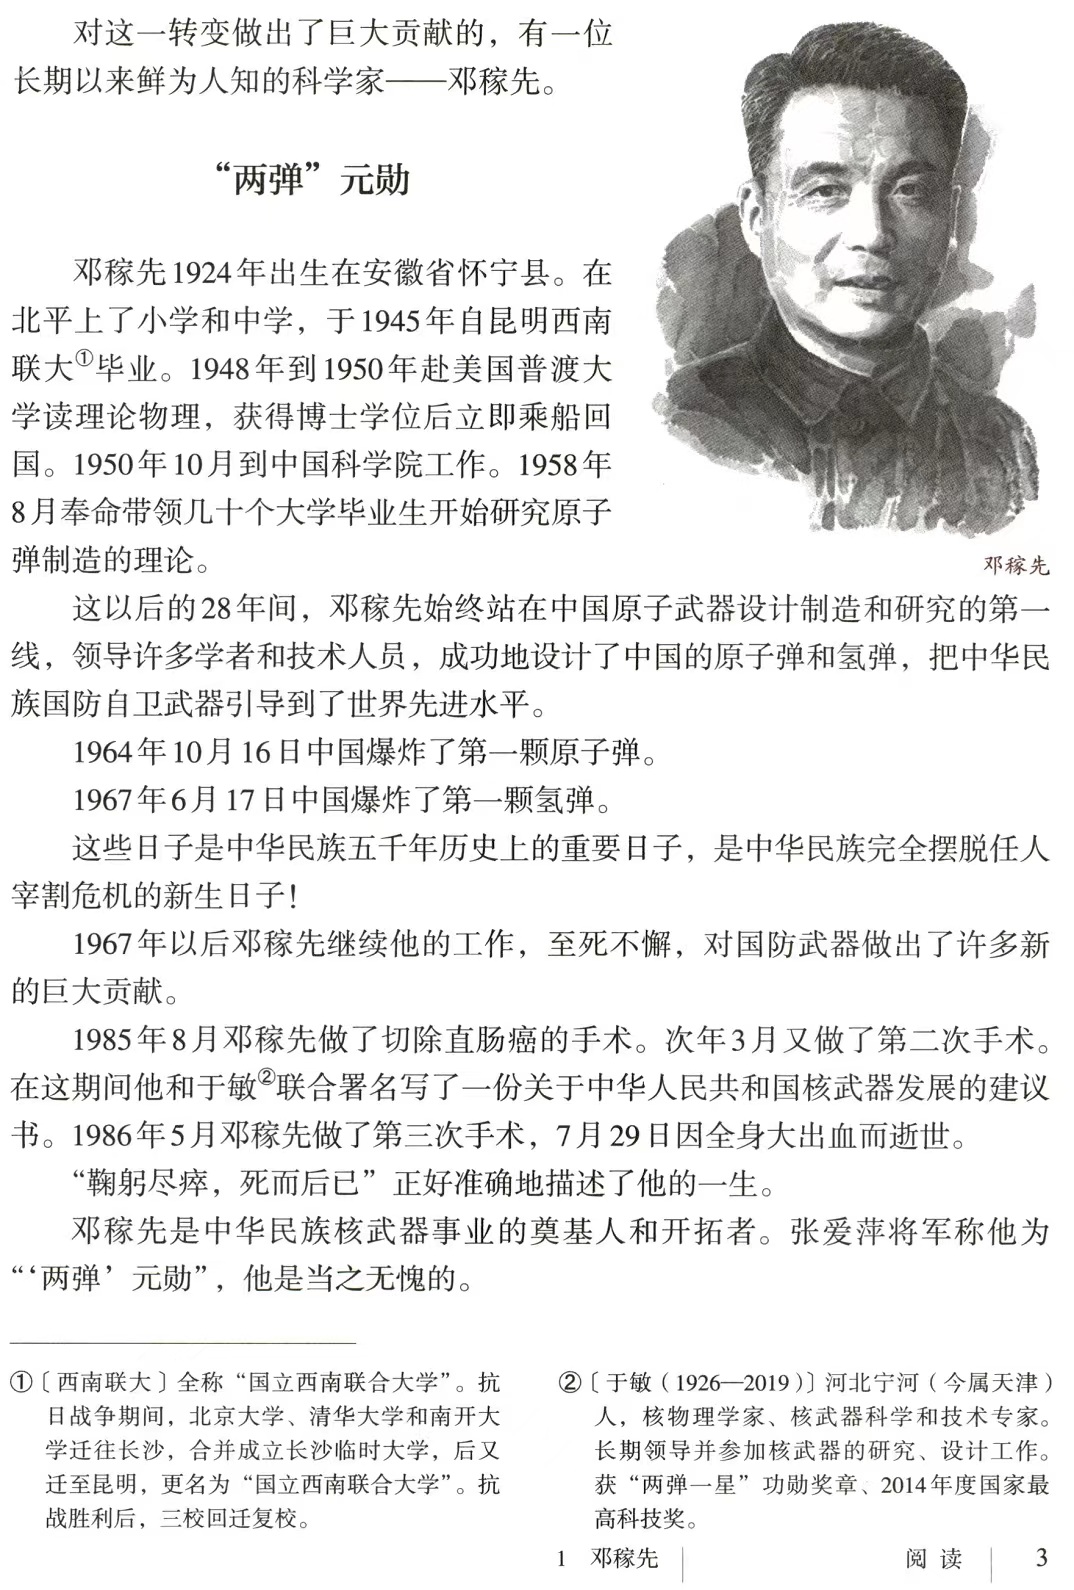 对这一转变做出了巨大贡献的，有一位
长期以来鲜为人知的科学家——邓稼先。
“两弹”元勋
邓稼先1924年出生在安徽省怀宁县。在
北平上了小学和中学，于1945年自昆明西南
联大①毕业。1948年到1950年赴美国普渡大
学读理论物理，获得博士学位后立即乘船回
国。1950年10月到中国科学院工作。1958年
8月奉命带领几十个大学毕业生开始研究原子
弹制造的理论。
邓稼先
这以后的28年间，邓稼先始终站在中国原子武器设计制造和研究的第一
线，领导许多学者和技术人员，成功地设计了中国的原子弹和氢弹，把中华民
族国防自卫武器引导到了世界先进水平。
1964年10月16日中国爆炸了第一颗原子弹。
1967年6月17日中国爆炸了第一颗氢弹。
这些日子是中华民族五千年历史上的重要日子，是中华民族完全摆脱任人
宰割危机的新生日子！
1967年以后邓稼先继续他的工作，至死不懈，对国防武器做出了许多新
的巨大贡献。
1985年8月邓稼先做了切除直肠癌的手术。次年3月又做了第二次手术。
在这期间他和于敏②联合署名写了一份关于中华人民共和国核武器发展的建议
书。1986年5月邓稼先做了第三次手术，7月29日因全身大出血而逝世。
“鞠躬尽瘁，死而后已”正好准确地描述了他的一生。
邓稼先是中华民族核武器事业的奠基人和开拓者。张爱萍将军称他为
“‘两弹’元勋”，他是当之无愧的。
①〔西南联大〕全称“国立西南联合大学”。抗
日战争期间，北京大学、清华大学和南开大
学迁往长沙，合并成立长沙临时大学，后又
迁至昆明，更名为“国立西南联合大学”。抗
战胜利后，三校回迁复校。
②〔于敏（1926—2019）〕河北宁河（今属天津）
人，核物理学家、核武器科学和技术专家。
长期领导并参加核武器的研究、设计工作。
获“两弹一星”功勋奖章、2014年度国家最
高科技奖。
1 邓稼先 阅读 3